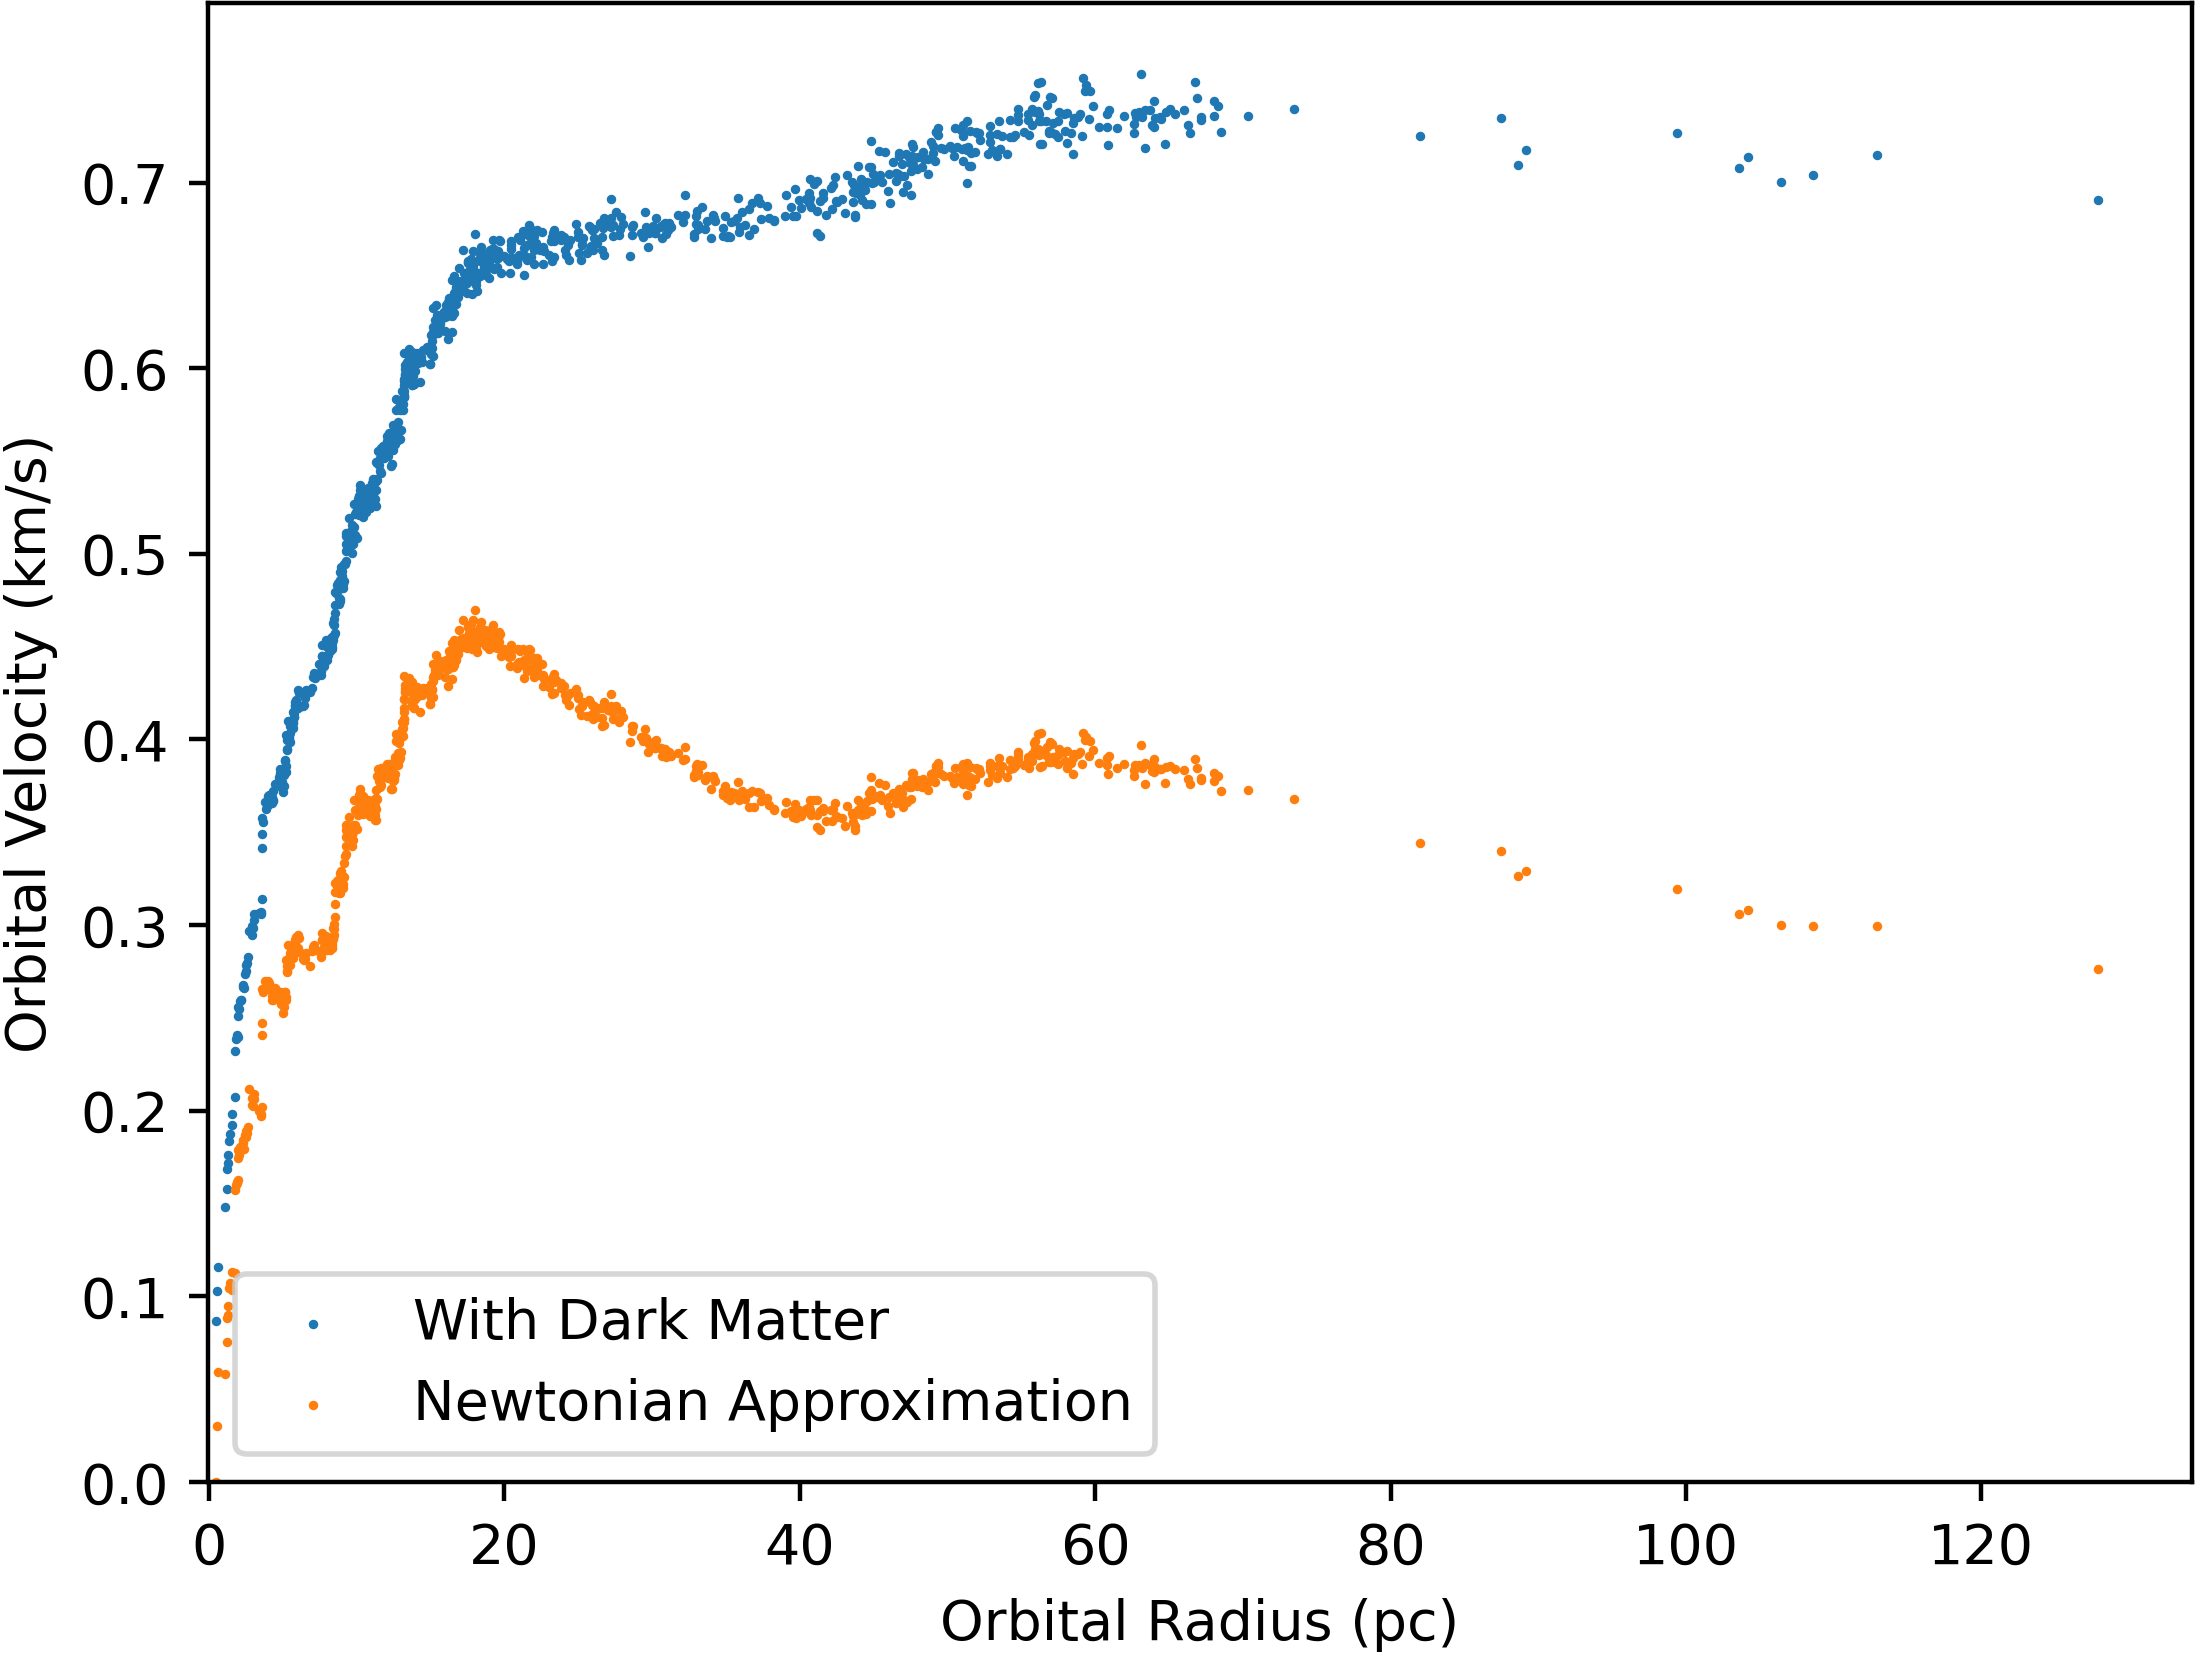 0.7
0.6
0.5
0.4
0.3
0.2
0.1
0.0
Orbital Velocity (km/s)
With Dark Matter
Newtonian Approximation
0 20 40 60 80 100 120
Orbital Radius (pc)